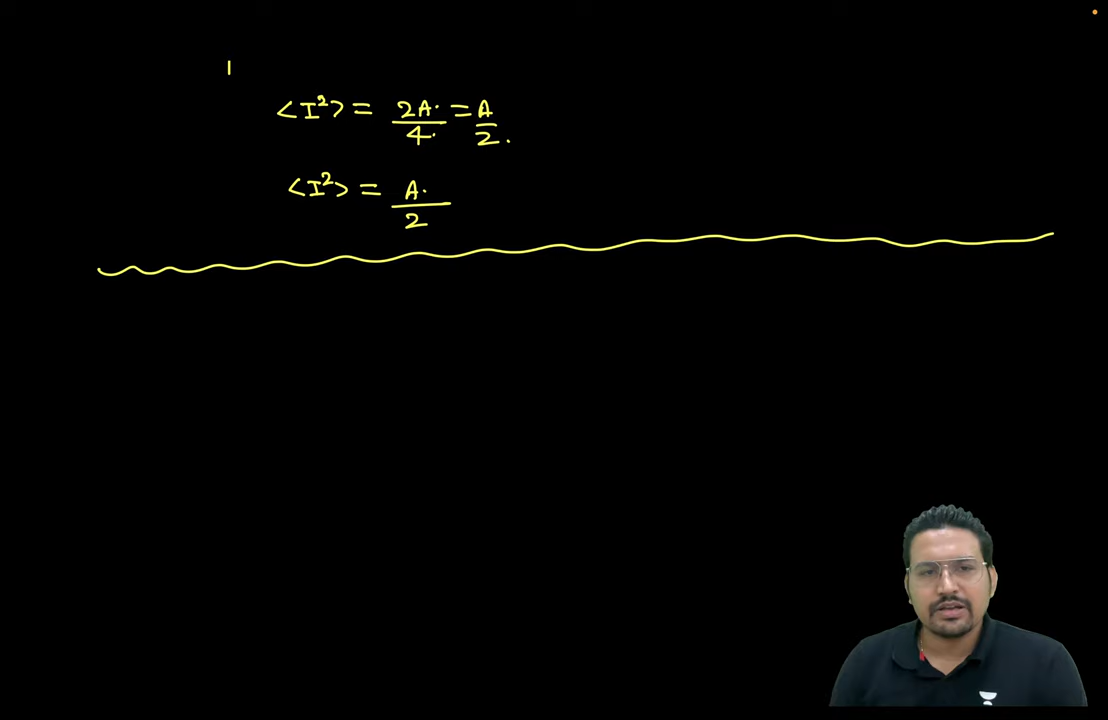 <I²> = 2A./4. = A/2.
<I²> = A./2